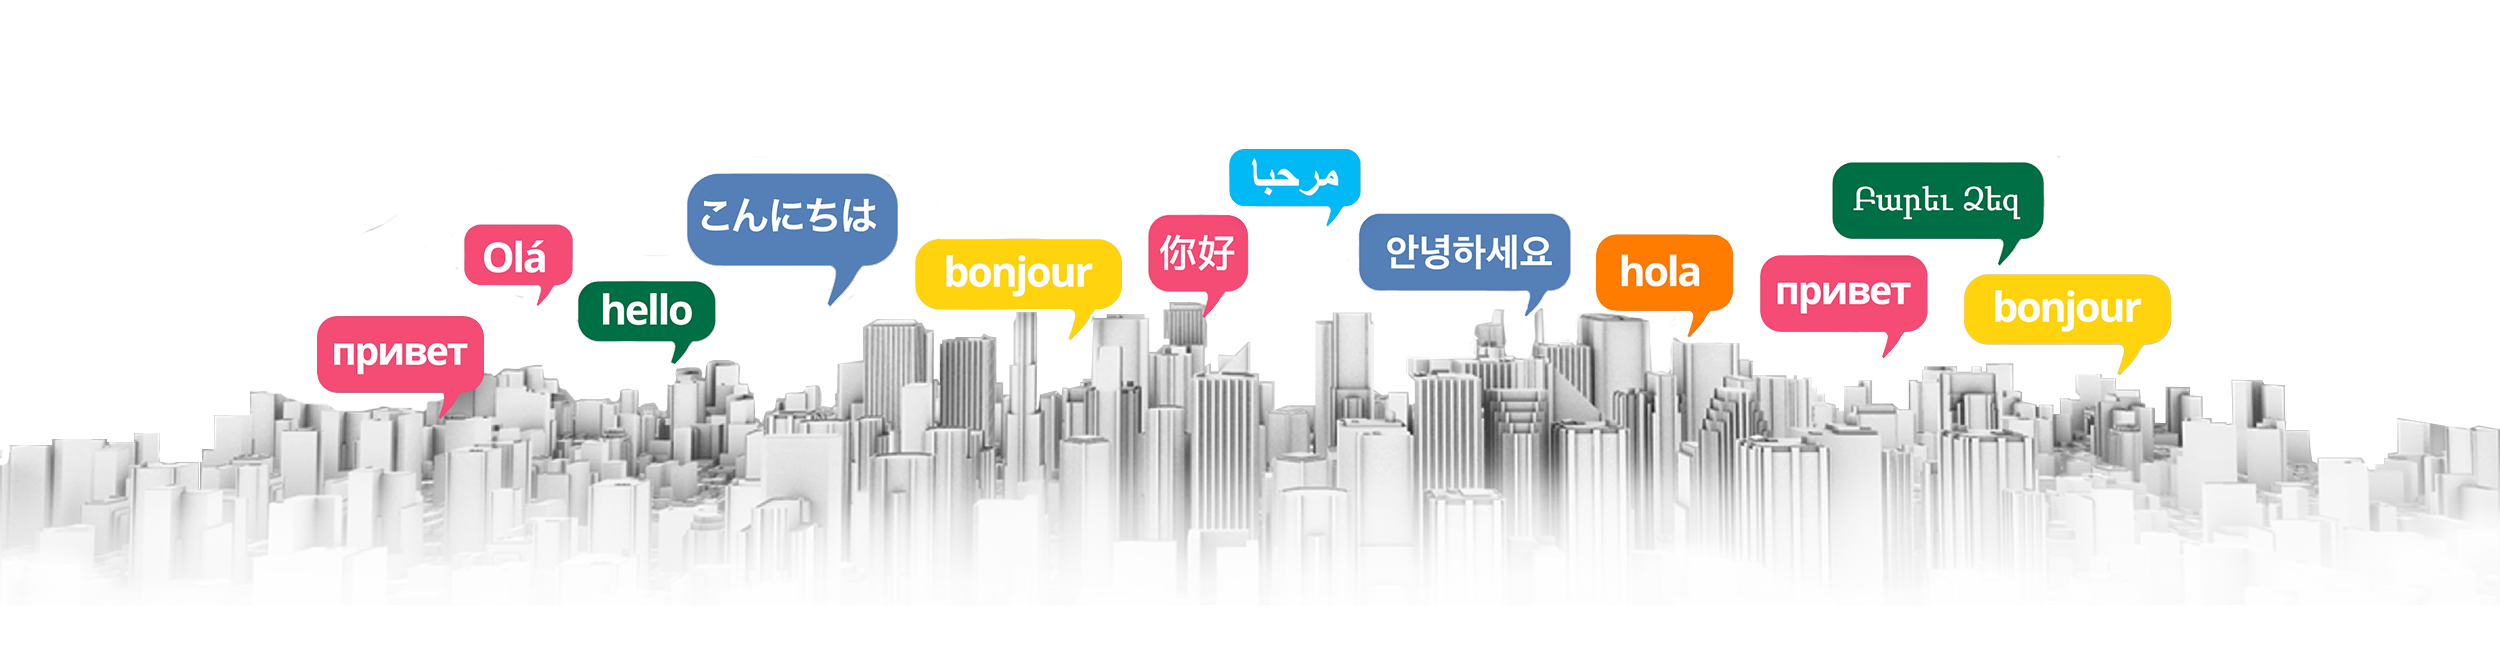 привет
Olá
hello
こんにちは
bonjour
你好
مرحبا
안녕하세요
hola
привет
Բարեւ Ձեզ
bonjour